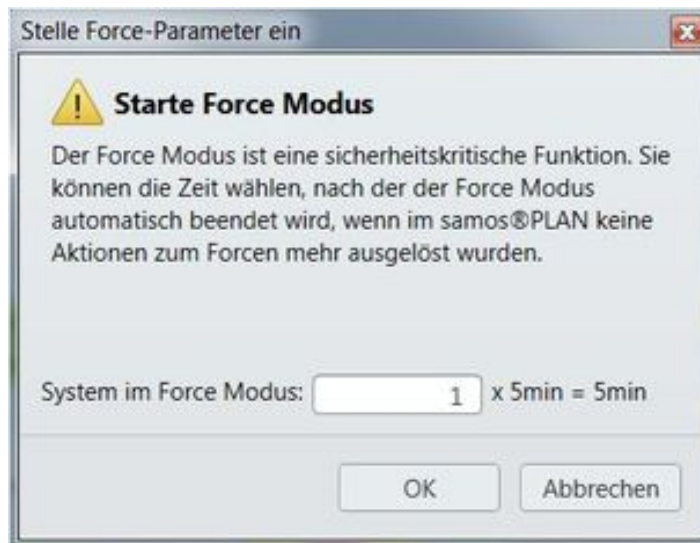 Stelle Force-Parameter ein
Starte Force Modus
Der Force Modus ist eine sicherheitskritische Funktion. Sie
können die Zeit wählen, nach der der Force Modus
automatisch beendet wird, wenn im samos®PLAN keine
Aktionen zum Forcen mehr ausgelöst wurden.
System im Force Modus: 1 x 5min = 5min
OK Abbrechen